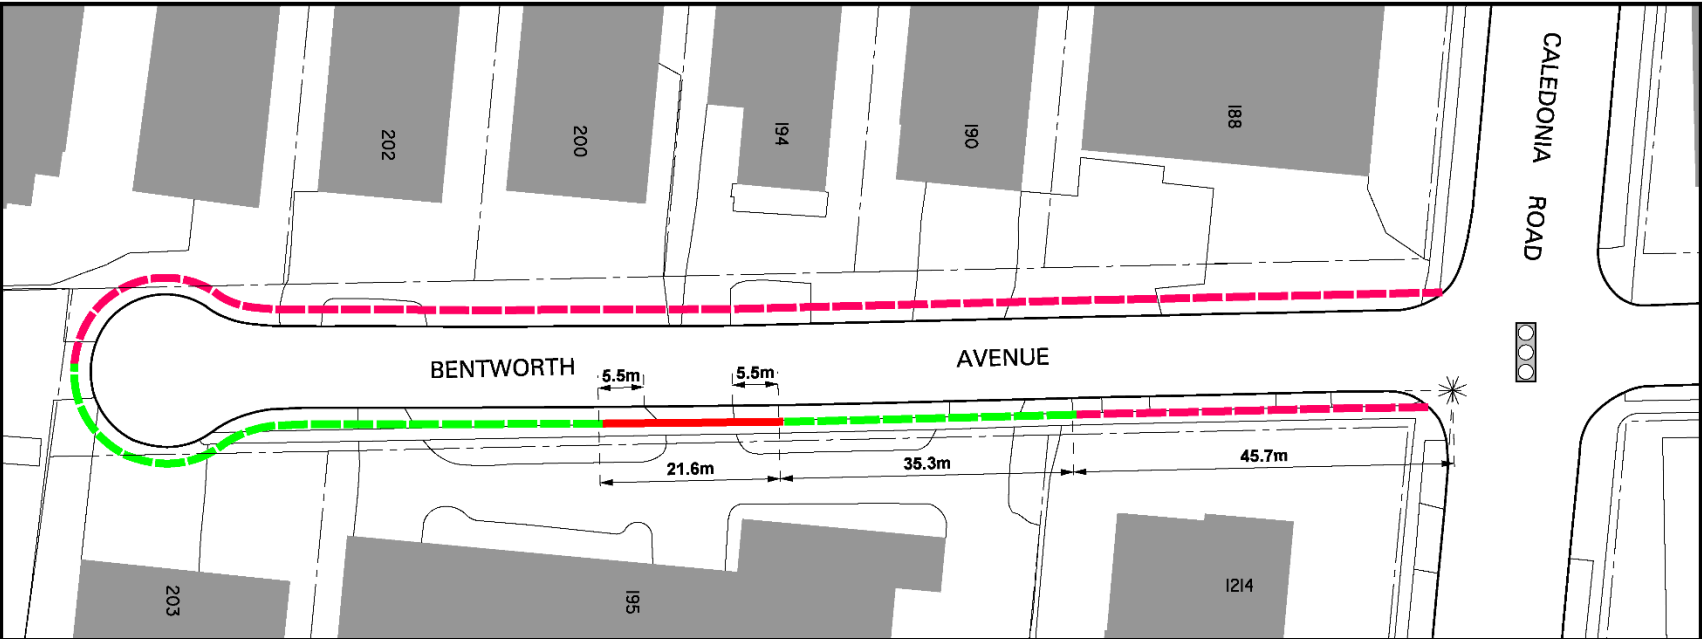 CALEDONIA ROAD
202
200
194
190
188
BENTWORTH AVENUE
5.5m
5.5m
21.6m
35.3m
45.7m
203
195
1214